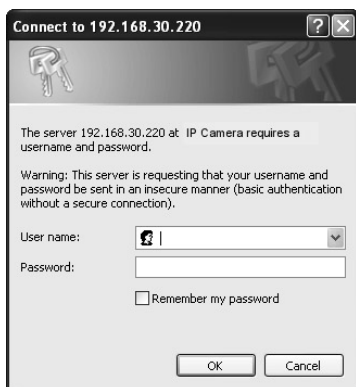 Connect to 192.168.30.220
The server 192.168.30.220 at IP Camera requires a
username and password.
Warning: This server is requesting that your username and
password be sent in an insecure manner (basic authentication
without a secure connection).
User name:
Password:
Remember my password
OK
Cancel